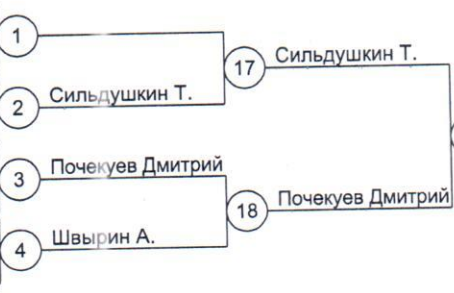 1
17 Сильдушкин Т.
2 Сильдушкин Т.
3 Почекуев Дмитрий
18 Почекуев Дмитрий
4 Швырин А.